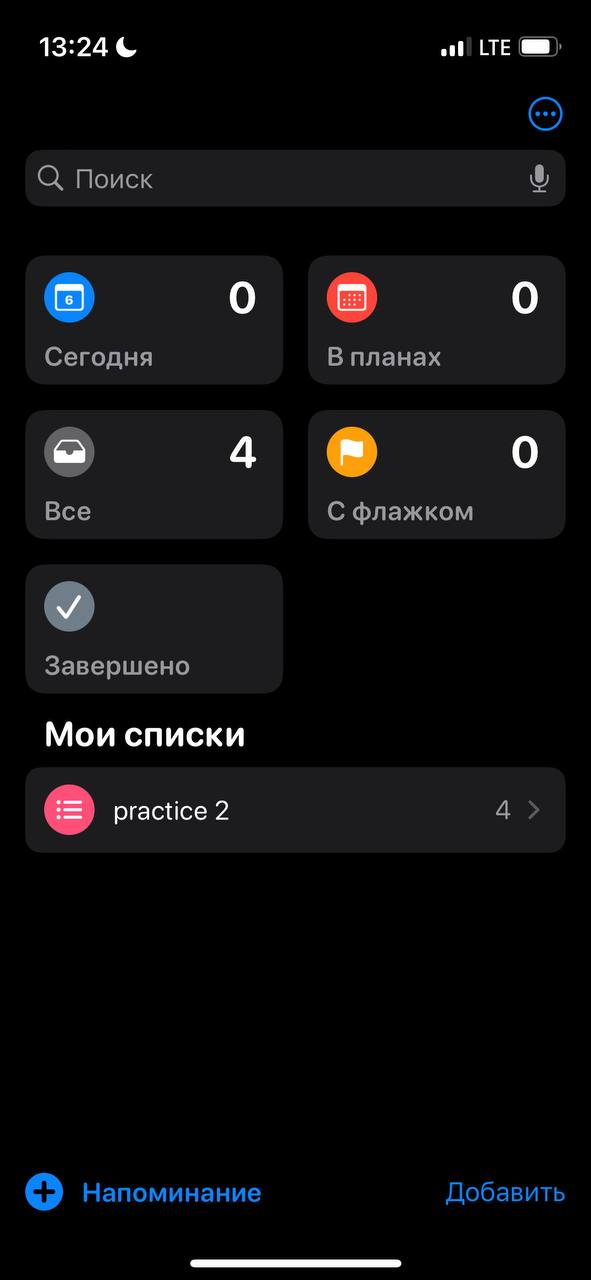 13:24 LTE
Поиск
6 0
Сегодня
0
В планах
4
Все
0
С флажком
Завершено
Мои списки
practice 2 4
Напоминание Добавить